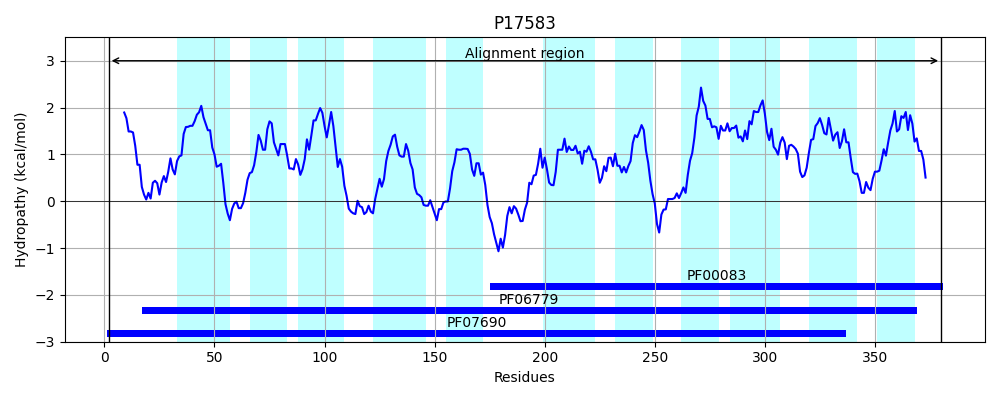 P17583
Alignment region
3
2
1
0
−1
−2
−3
Hydropathy (kcal/mol)
PF00083
PF06779
PF07690
0 50 100 150 200 250 300 350
Residues